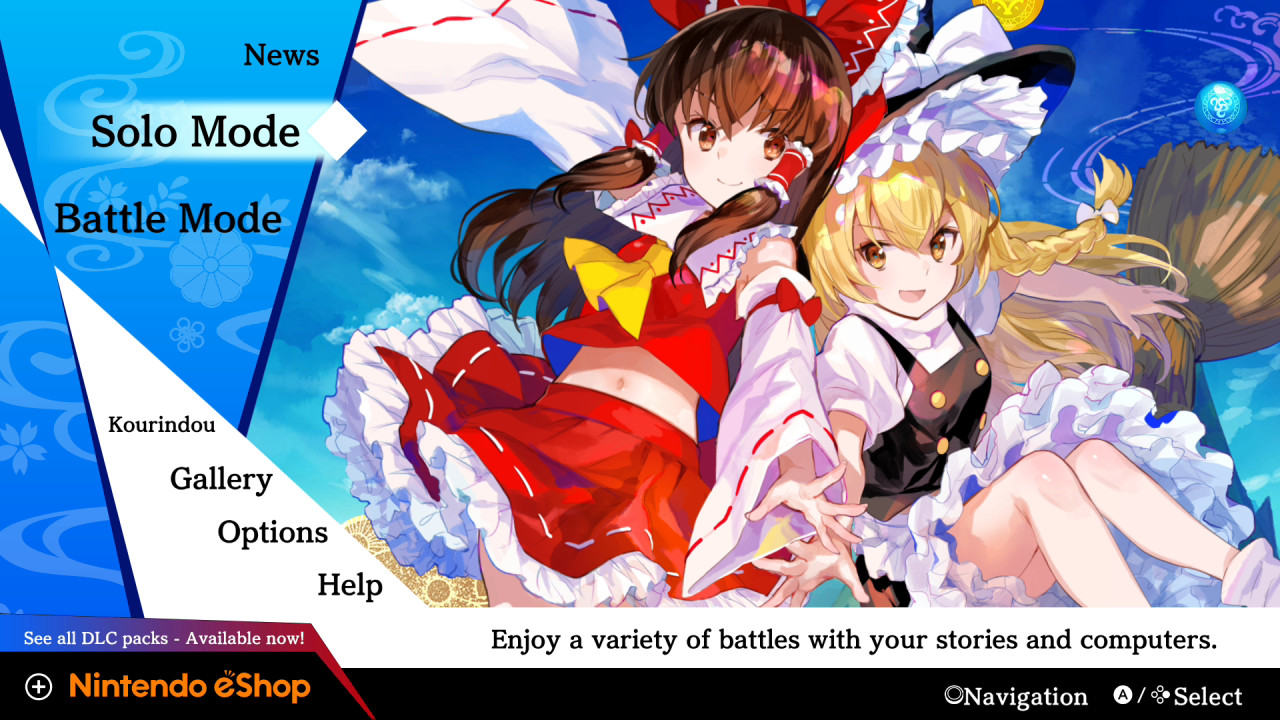 News
Solo Mode
Battle Mode
Kourindou
Gallery
Options
Help
See all DLC packs - Available now!
Nintendo eShop
Enjoy a variety of battles with your stories and computers.
Navigation
A / Select